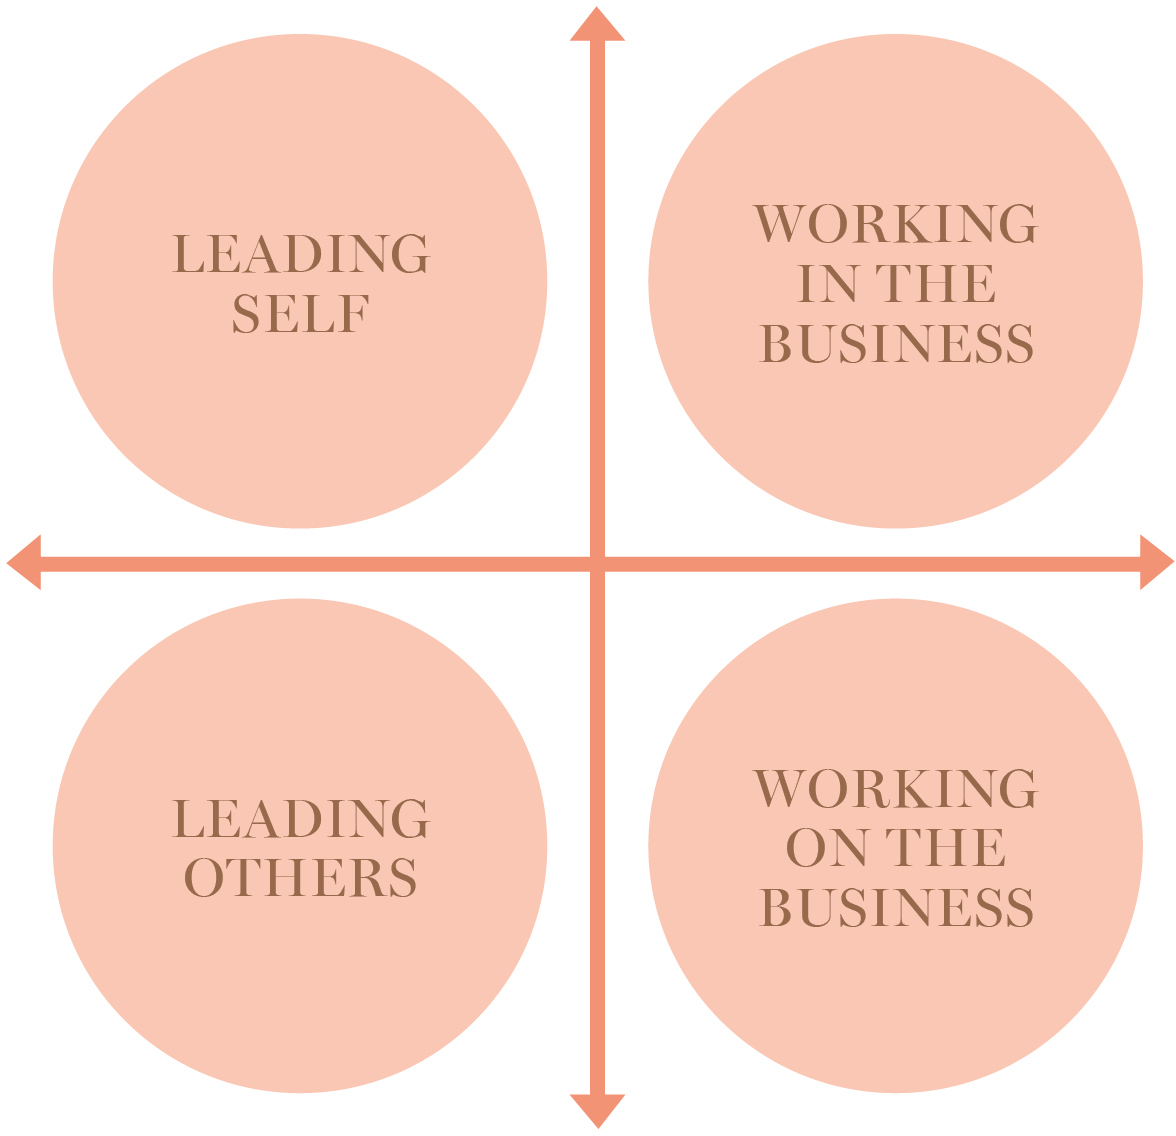 LEADING
SELF
WORKING
IN THE
BUSINESS
LEADING
OTHERS
WORKING
ON THE
BUSINESS